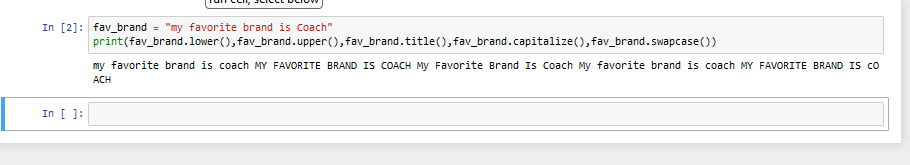 run cell, select below
In [2]: fav_brand = "my favorite brand is Coach"
print(fav_brand.lower(),fav_brand.upper(),fav_brand.title(),fav_brand.capitalize(),fav_brand.swapcase())
my favorite brand is coach MY FAVORITE BRAND IS COACH My Favorite Brand Is Coach My favorite brand is coach MY FAVORITE BRAND IS cO
ACH
In [ ]: